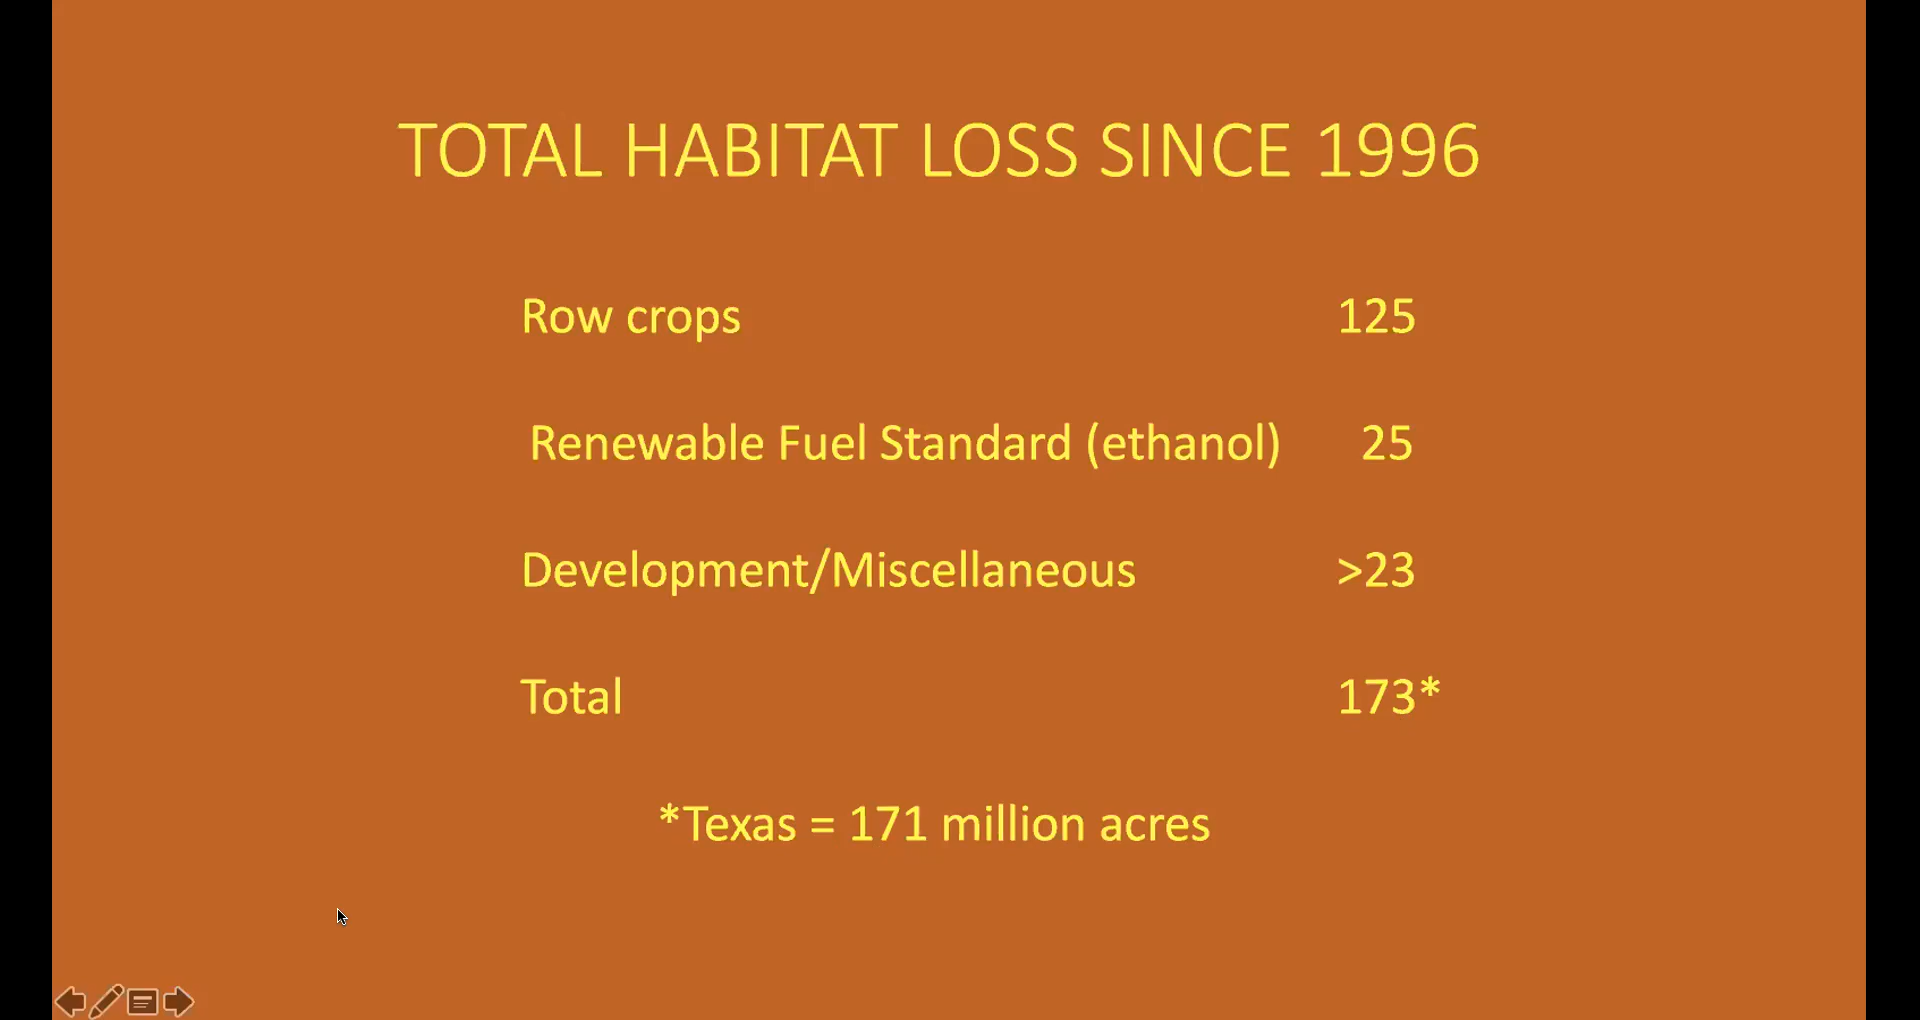 TOTAL HABITAT LOSS SINCE 1996
Row crops 125
Renewable Fuel Standard (ethanol) 25
Development/Miscellaneous >23
Total 173*
*Texas = 171 million acres